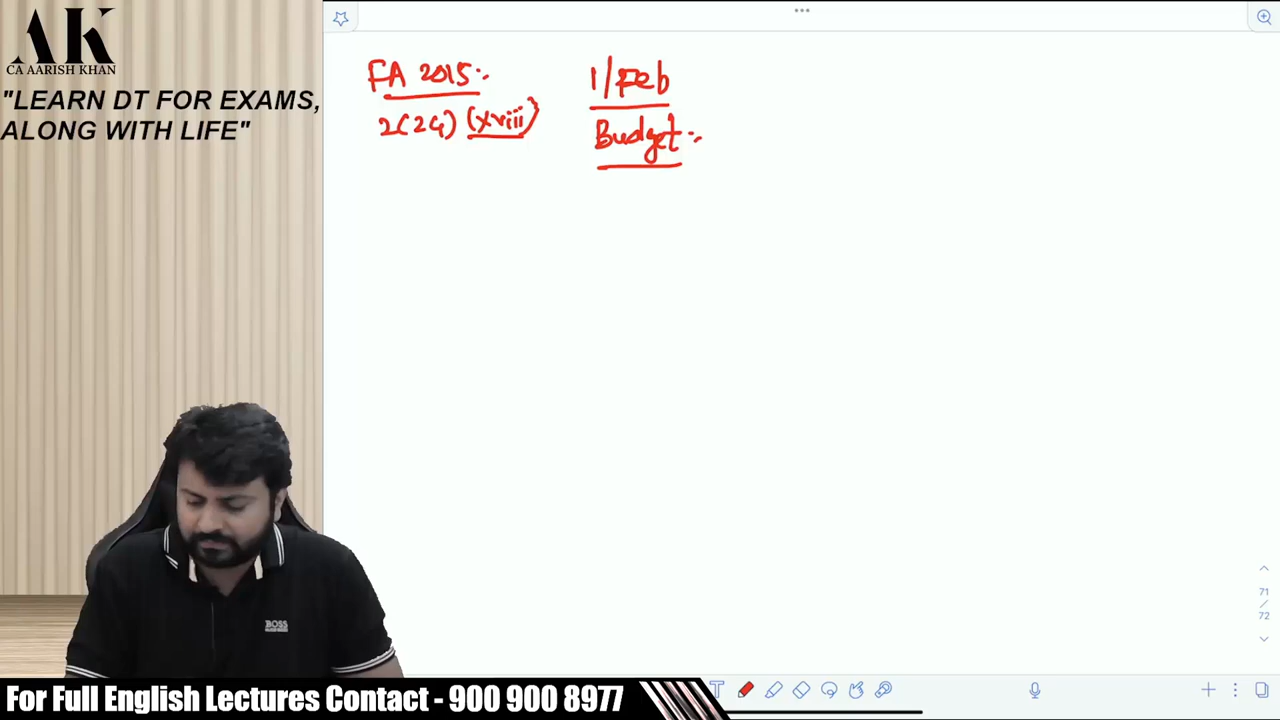 AK
CA AARISH KHAN
"LEARN DT FOR EXAMS,
ALONG WITH LIFE"
FA 2015:
2(24) (xviii)
1/Feb
Budget:
BOSS
71
/
72
For Full English Lectures Contact - 900 900 8977